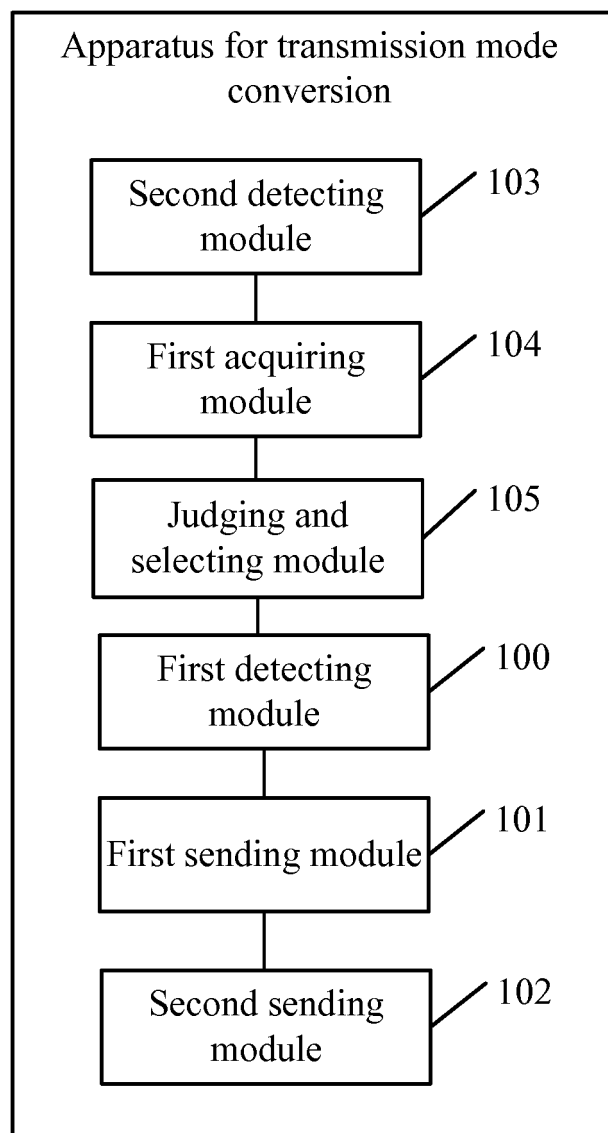 Apparatus for transmission mode
conversion
Second detecting
module
103
First acquiring
module
104
Judging and
selecting module
105
First detecting
module
100
First sending module
101
Second sending
module
102